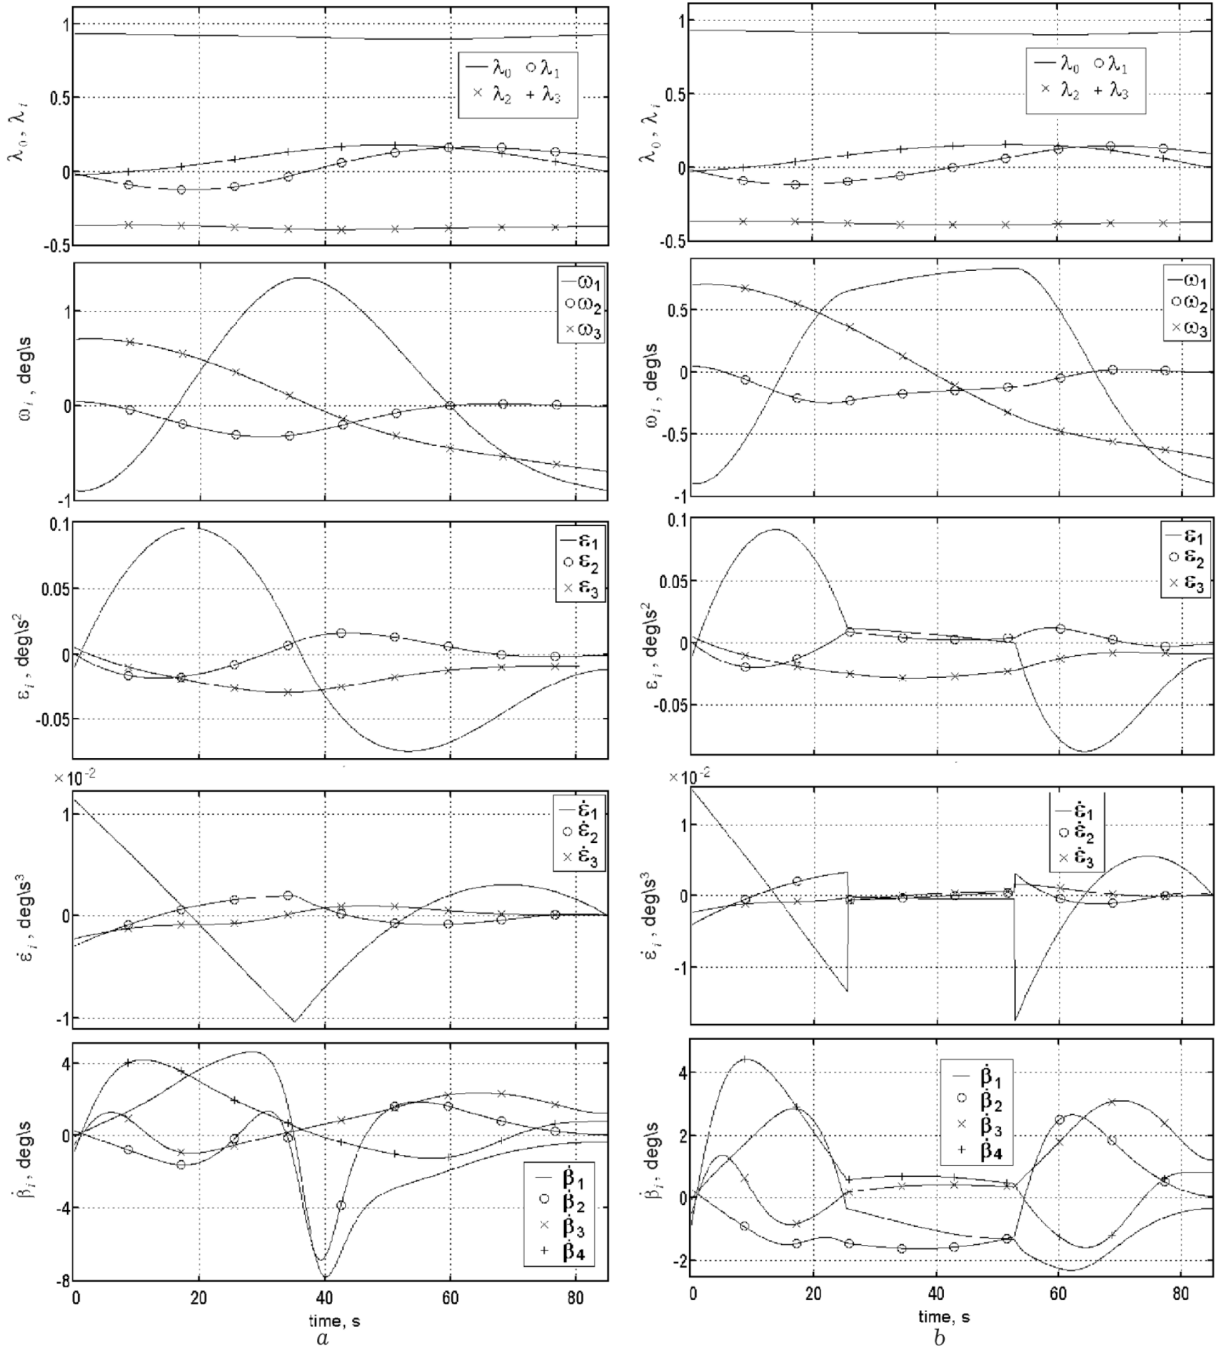 1
0.5
0
-0.5
λ0 , λi
λ0 λ1
λ2 λ3
1
0.5
0
-0.5
λ0 , λi
λ0 λ1
λ2 λ3
1
0
-1
ωi , deg\s
ω1
ω2
ω3
0.5
0
-0.5
-1
ωi , deg\s
ω1
ω2
ω3
0.1
0.05
0
-0.05
εi , deg\s²
ε1
ε2
ε3
0.1
0.05
0
-0.05
εi , deg\s²
ε1
ε2
ε3
×10⁻²
1
0
-1
ε̇i , deg\s³
ε̇1
ε̇2
ε̇3
×10⁻²
1
0
-1
ε̇i , deg\s³
ε̇1
ε̇2
ε̇3
4
0
-4
-8
β̇i , deg\s
β̇1
β̇2
β̇3
β̇4
0 20 40 60 80
time, s
a
4
2
0
-2
β̇i , deg\s
β̇1
β̇2
β̇3
β̇4
0 20 40 60 80
time, s
b